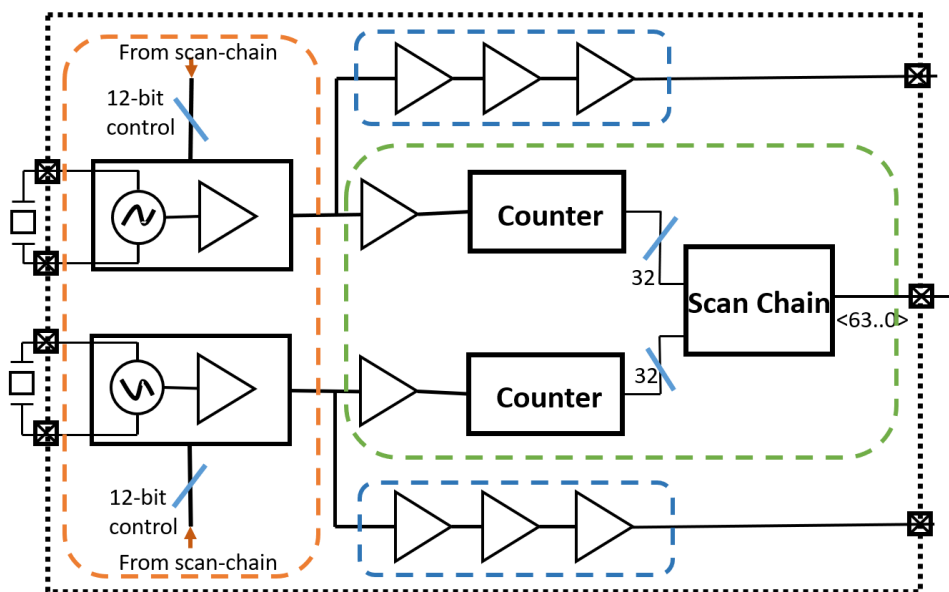 From scan-chain
12-bit
control
Counter
32
Scan Chain
<63..0>
32
Counter
12-bit
control
From scan-chain